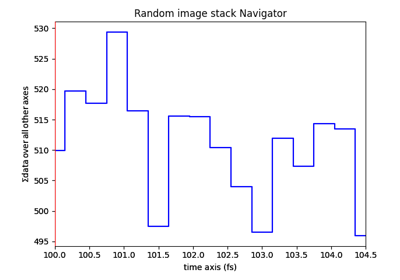 Random image stack Navigator
530
525
520
515
510
505
500
495
Σdata over all other axes
100.0 100.5 101.0 101.5 102.0 102.5 103.0 103.5 104.0 104.5
time axis (fs)